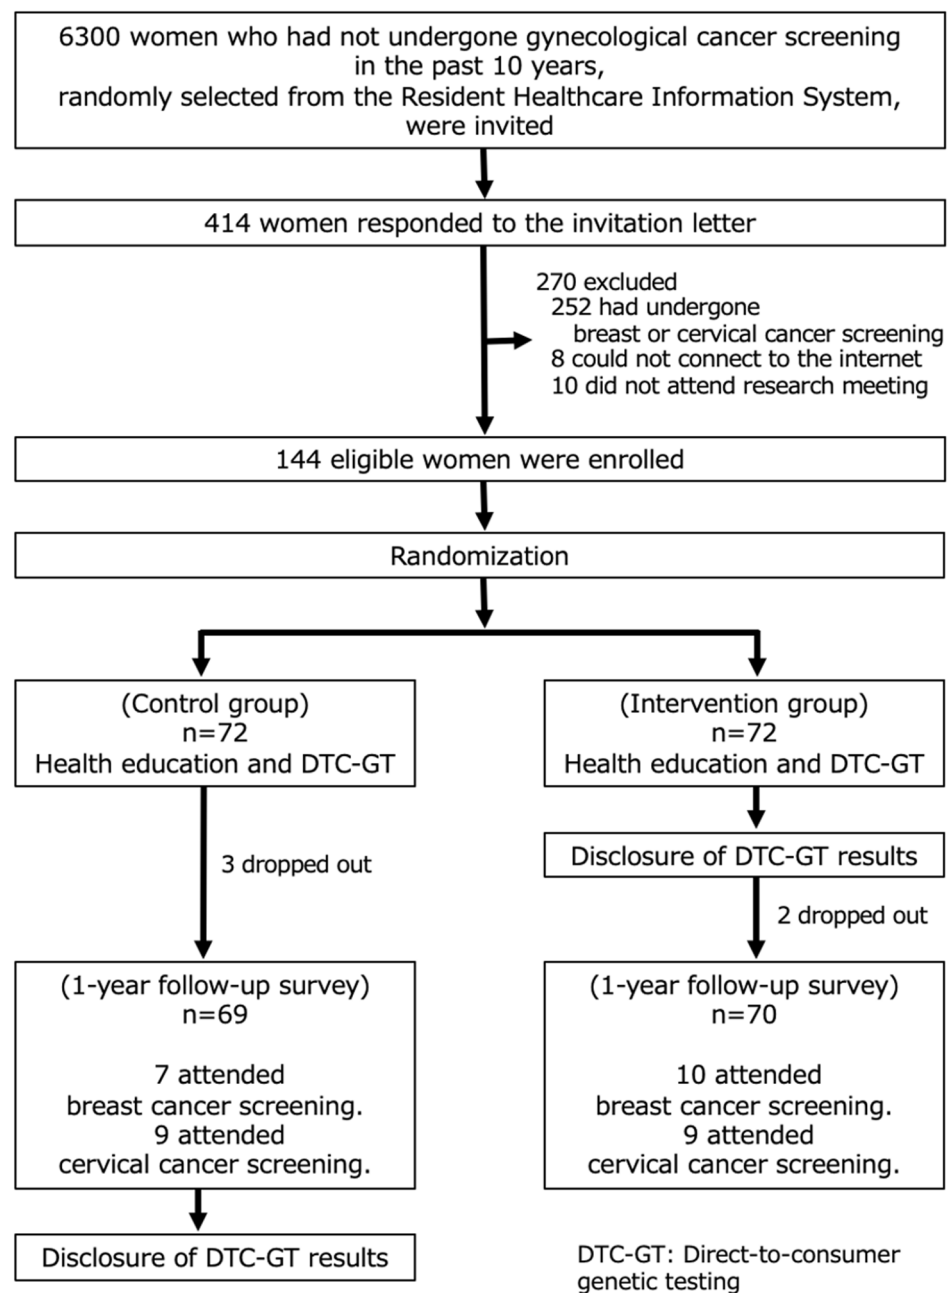 6300 women who had not undergone gynecological cancer screening
in the past 10 years,
randomly selected from the Resident Healthcare Information System,
were invited
414 women responded to the invitation letter
270 excluded
252 had undergone
breast or cervical cancer screening
8 could not connect to the internet
10 did not attend research meeting
144 eligible women were enrolled
Randomization
(Control group)
n=72
Health education and DTC-GT
(Intervention group)
n=72
Health education and DTC-GT
Disclosure of DTC-GT results
3 dropped out
2 dropped out
(1-year follow-up survey)
n=69
7 attended
breast cancer screening.
9 attended
cervical cancer screening.
(1-year follow-up survey)
n=70
10 attended
breast cancer screening.
9 attended
cervical cancer screening.
Disclosure of DTC-GT results
DTC-GT: Direct-to-consumer
genetic testing